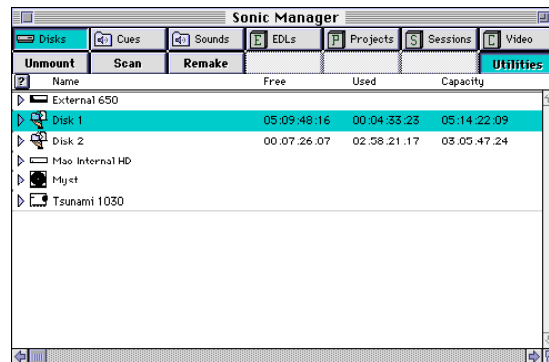 Sonic Manager
Disks Cues Sounds E EDLs P Projects S Sessions C Video
Unmount Scan Remake Utilities
? Name Free Used Capacity
External 650
Disk 1 05:09:48:16 00:04:33:23 05:14:22:09
Disk 2 00.07.26.07 02.58.21.17 03.05.47.24
Mac Internal HD
Myst
Tsunami 1030